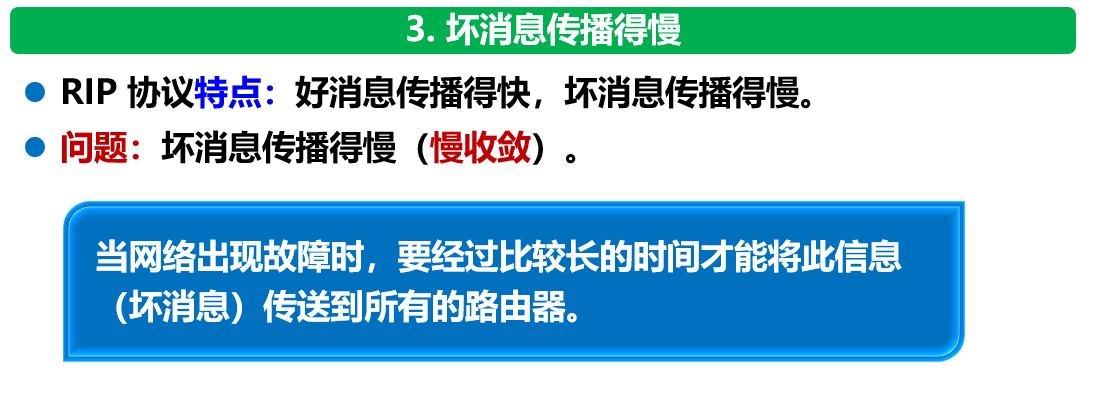 3. 坏消息传播得慢
RIP 协议特点：好消息传播得快，坏消息传播得慢。
问题：坏消息传播得慢（慢收敛）。
当网络出现故障时，要经过比较长的时间才能将此信息
（坏消息）传送到所有的路由器。